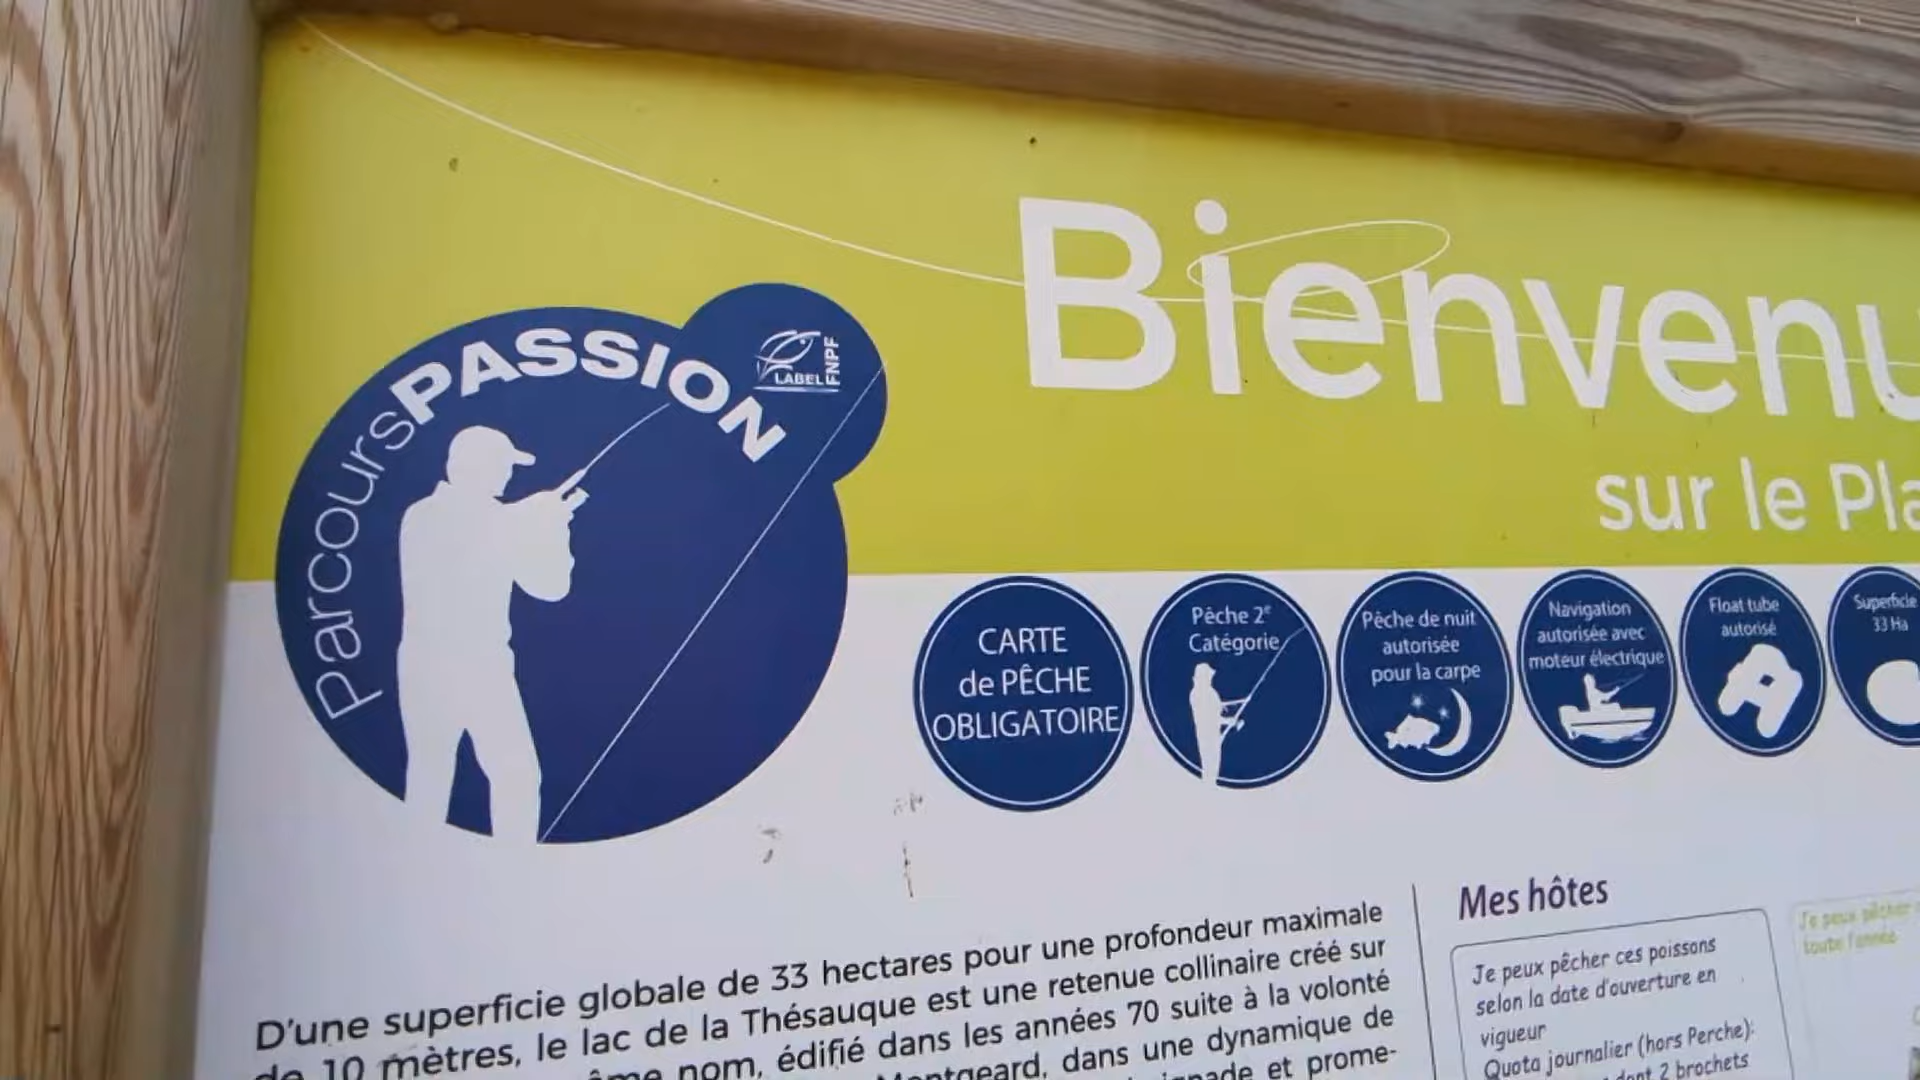 Parcours PASSION
LABEL FNPF
Bienvenu
sur le Pla
CARTE
de PÊCHE
OBLIGATOIRE
Pêche 2e
Catégorie
Pêche de nuit
autorisée
pour la carpe
Navigation
autorisée avec
moteur électrique
Float tube
autorisé
Superficie
33 Ha
D'une superficie globale de 33 hectares pour une profondeur maximale
de 10 mètres, le lac de la Thésauque est une retenue collinaire créé sur
nom, édifié dans les années 70 suite à la volonté
Montgeard, dans une dynamique de
et prome-
Mes hôtes
Je peux pêcher ces poissons
selon la date d'ouverture en
vigueur
Quota journalier (hors Perche):
dont 2 brochets
Je peux pêcher
toute l'année